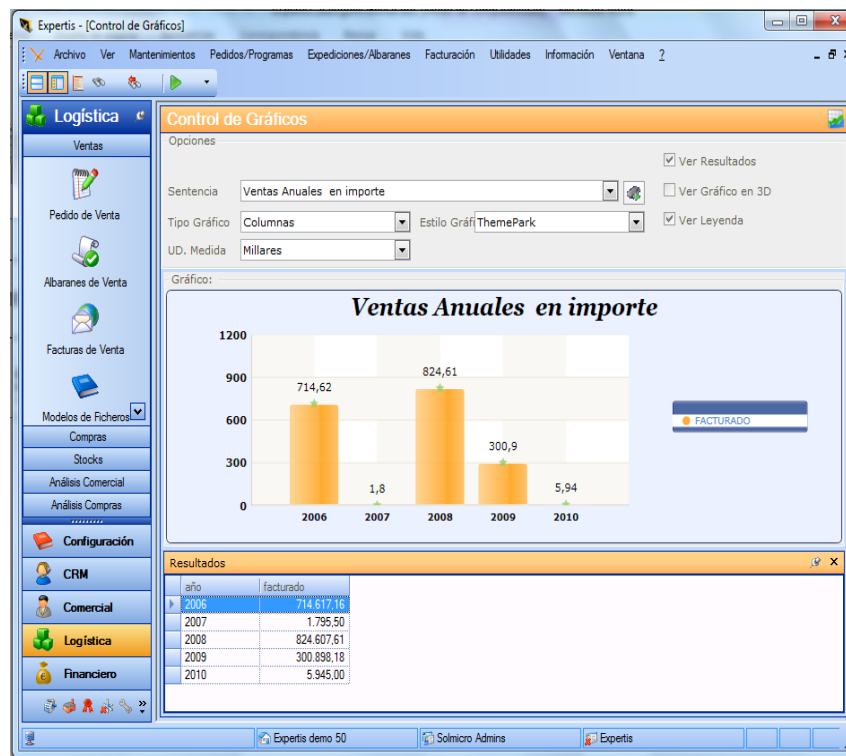 Expertis - [Control de Gráficos]
Archivo Ver Mantenimientos Pedidos/Programas Expediciones/Albaranes Facturación Utilidades Información Ventana ?
Logística
Ventas
Pedido de Venta
Albaranes de Venta
Facturas de Venta
Modelos de Ficheros
Compras
Stocks
Análisis Comercial
Análisis Compras
Configuración
CRM
Comercial
Logística
Financiero
Control de Gráficos
Opciones
Ver Resultados
Sentencia Ventas Anuales en importe
Ver Gráfico en 3D
Tipo Gráfico Columnas Estilo Gráfi ThemePark
Ver Leyenda
UD. Medida Millares
Gráfico:
Ventas Anuales en importe
1200
900
600
300
0
714,62
1,8
824,61
300,9
5,94
2006 2007 2008 2009 2010
FACTURADO
Resultados
año facturado
2006 714.617,16
2007 1.795,50
2008 824.607,61
2009 300.898,18
2010 5.945,00
Expertis demo 50 Solmicro Admins Expertis